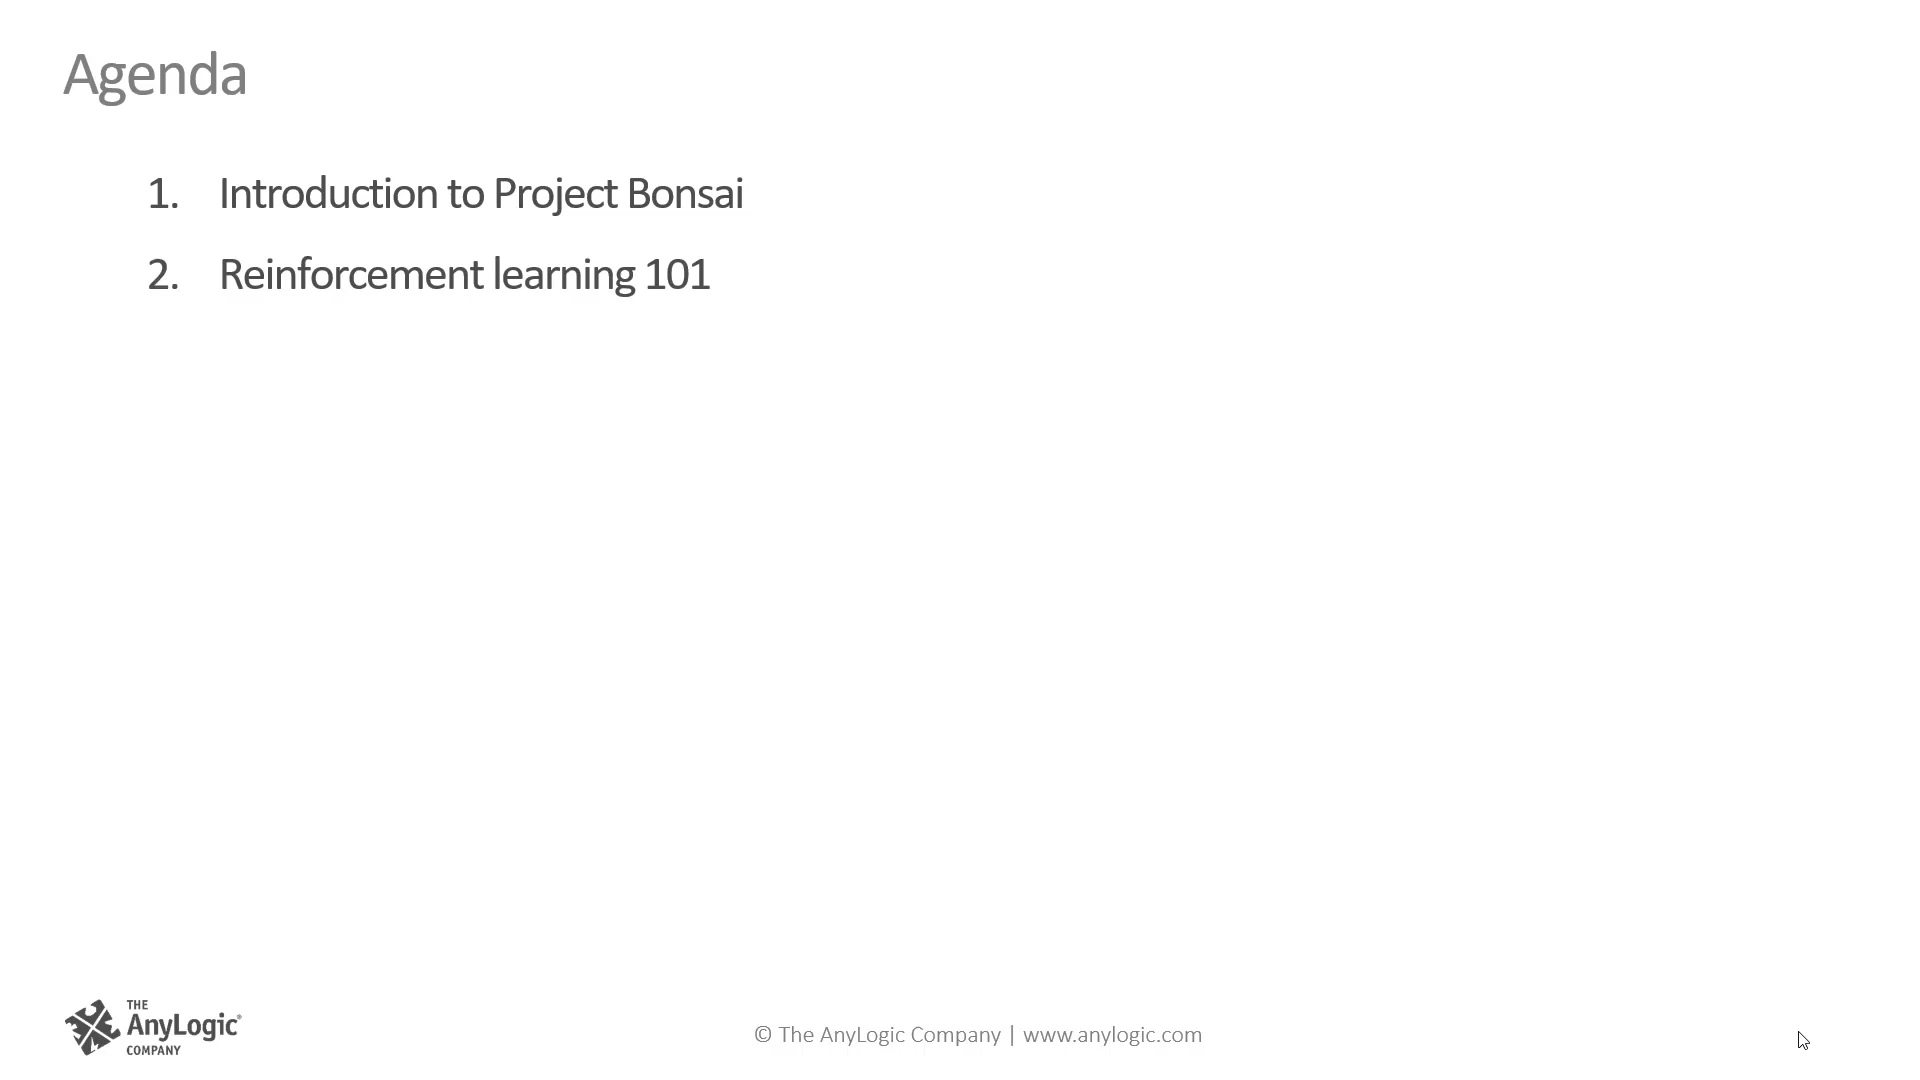 Agenda
1. Introduction to Project Bonsai
2. Reinforcement learning 101
THE
AnyLogic®
COMPANY
© The AnyLogic Company | www.anylogic.com